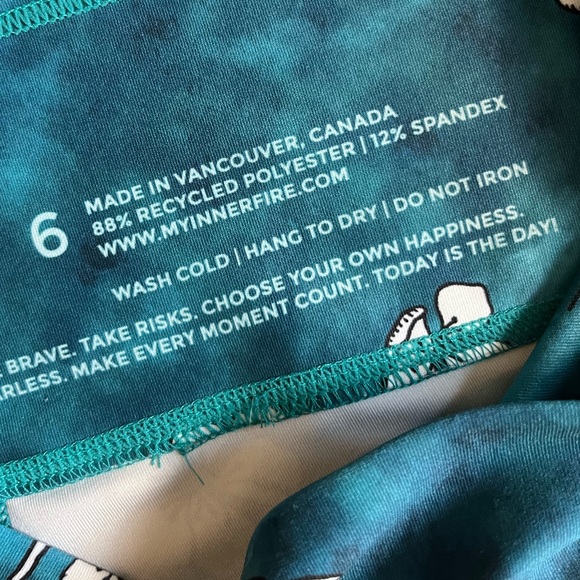 6
MADE IN VANCOUVER, CANADA
88% RECYCLED POLYESTER | 12% SPANDEX
WWW.MYINNERFIRE.COM
WASH COLD | HANG TO DRY | DO NOT IRON
BRAVE. TAKE RISKS. CHOOSE YOUR OWN HAPPINESS.
MAKE EVERY MOMENT COUNT. TODAY IS THE DAY!